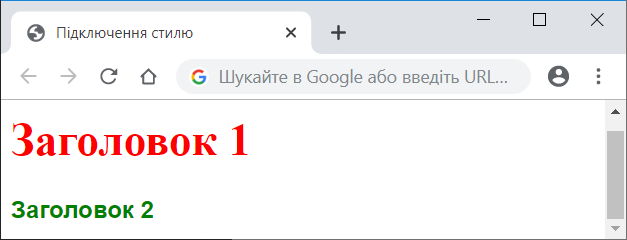 Підключення стилю
Шукайте в Google або введіть URL...
Заголовок 1
Заголовок 2